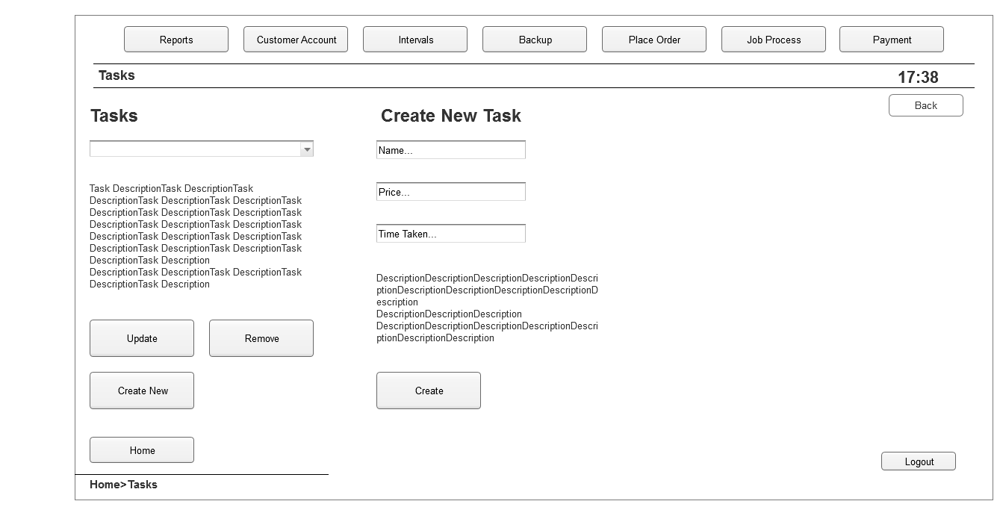 Reports Customer Account Intervals Backup Place Order Job Process Payment
Tasks 17:38
Back
Tasks
Task DescriptionTask DescriptionTask
DescriptionTask DescriptionTask DescriptionTask
DescriptionTask DescriptionTask DescriptionTask
DescriptionTask DescriptionTask DescriptionTask
DescriptionTask DescriptionTask DescriptionTask
DescriptionTask DescriptionTask DescriptionTask
DescriptionTask Description
DescriptionTask DescriptionTask DescriptionTask
DescriptionTask Description
Update Remove
Create New
Create New Task
Name...
Price...
Time Taken...
DescriptionDescriptionDescriptionDescriptionDescri
ptionDescriptionDescriptionDescriptionDescriptionD
escription
DescriptionDescriptionDescription
DescriptionDescriptionDescriptionDescriptionDescri
ptionDescriptionDescription
Create
Home
Logout
Home>Tasks